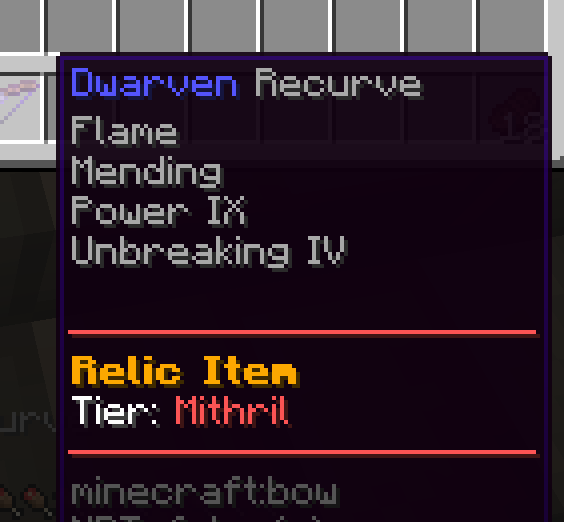 Dwarven Recurve
Flame
Mending
Power IX
Unbreaking IV
Relic Item
Tier: Mithril
minecraft:bow